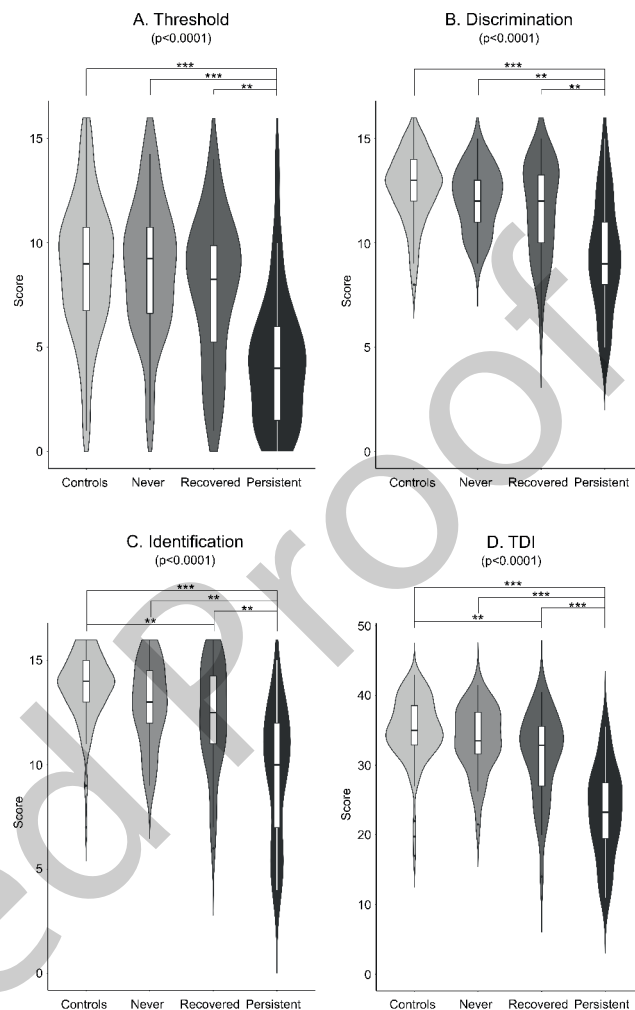 A. Threshold
(p<0.0001)
***
***
**
15
10
5
0
Score
Controls Never Recovered Persistent
B. Discrimination
(p<0.0001)
***
**
**
15
10
5
0
Score
Controls Never Recovered Persistent
C. Identification
(p<0.0001)
***
**
**
**
15
10
5
0
Score
Controls Never Recovered Persistent
D. TDI
(p<0.0001)
***
***
***
**
50
40
30
20
10
0
Score
Controls Never Recovered Persistent
ed Proof